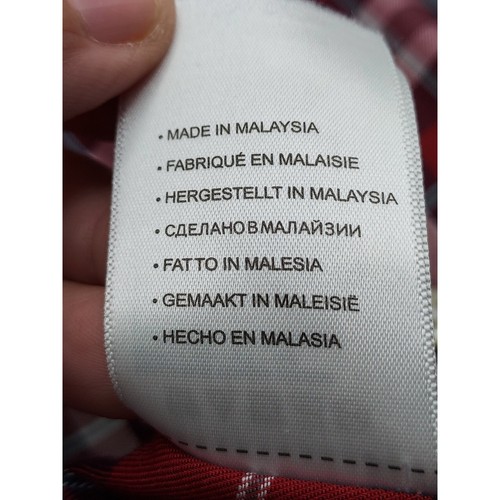 • MADE IN MALAYSIA
• FABRIQUÉ EN MALAISIE
• HERGESTELLT IN MALAYSIA
• СДЕЛАНО В МАЛАЙЗИИ
• FATTO IN MALESIA
• GEMAAKT IN MALEISIË
• HECHO EN MALASIA